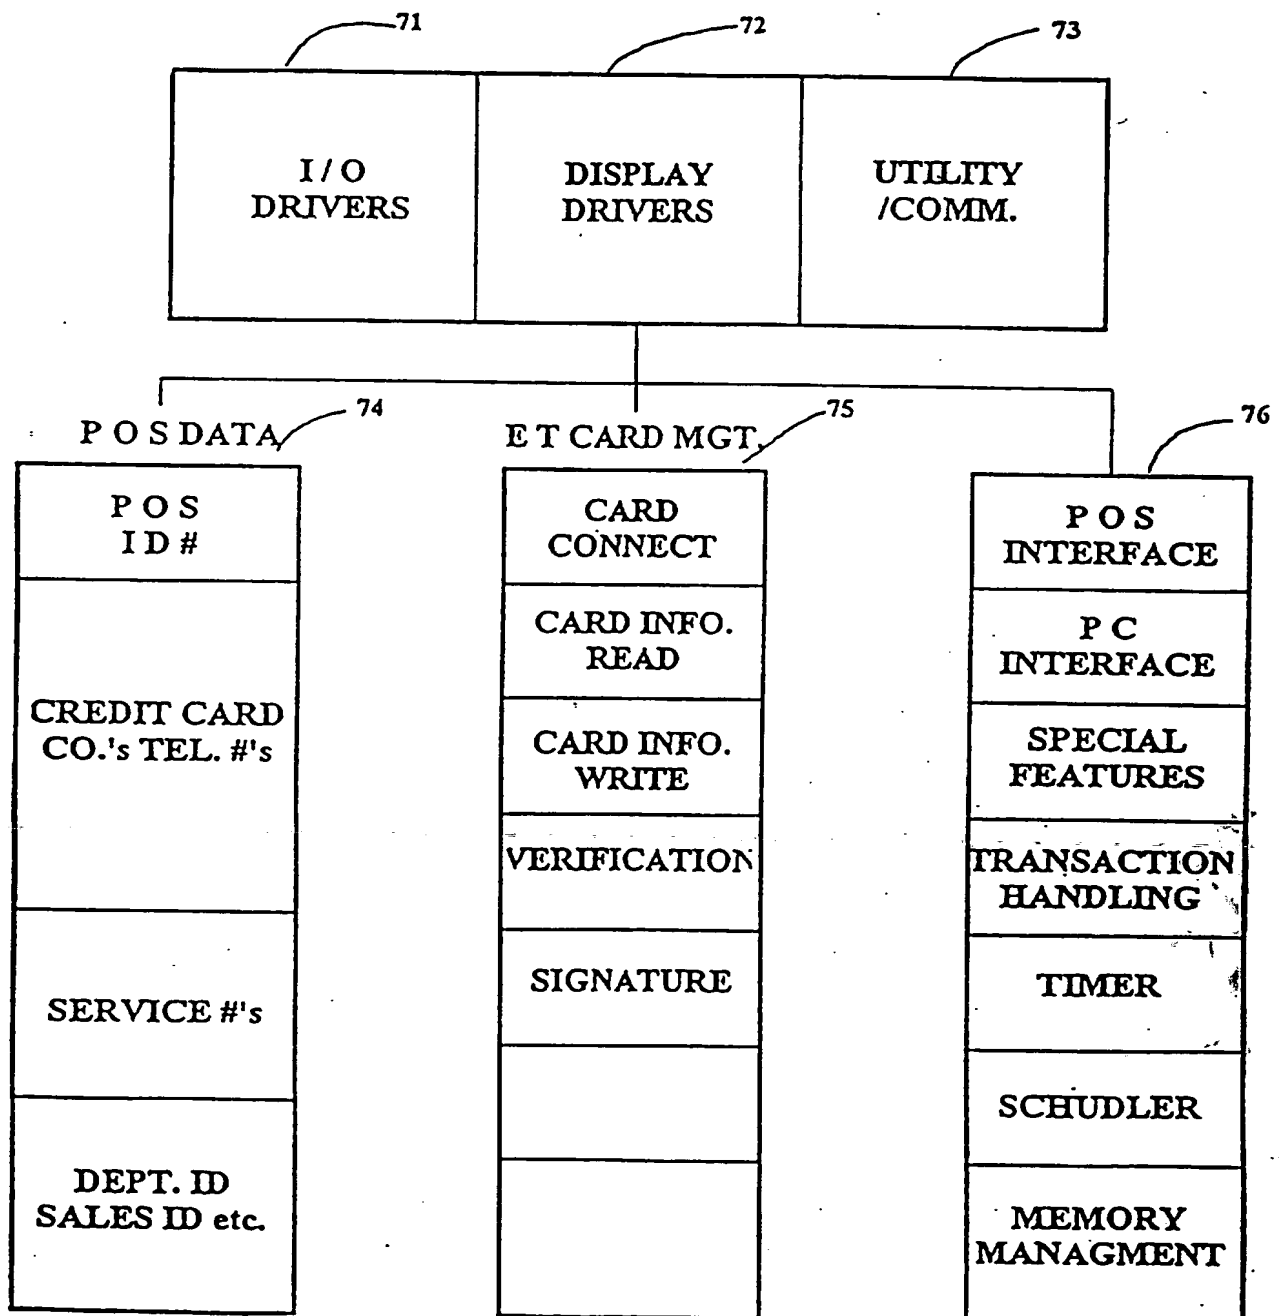 71
72
73
I / O
DRIVERS
DISPLAY
DRIVERS
UTILITY
/COMM.
74
P O S DATA
P O S
I D #
CREDIT CARD
CO.'s TEL. #'s
SERVICE #'s
DEPT. ID
SALES ID etc.
75
E T CARD MGT.
CARD
CONNECT
CARD INFO.
READ
CARD INFO.
WRITE
VERIFICATION
SIGNATURE
76
P O S
INTERFACE
P C
INTERFACE
SPECIAL
FEATURES
TRANSACTION
HANDLING
TIMER
SCHUDLER
MEMORY
MANAGMENT